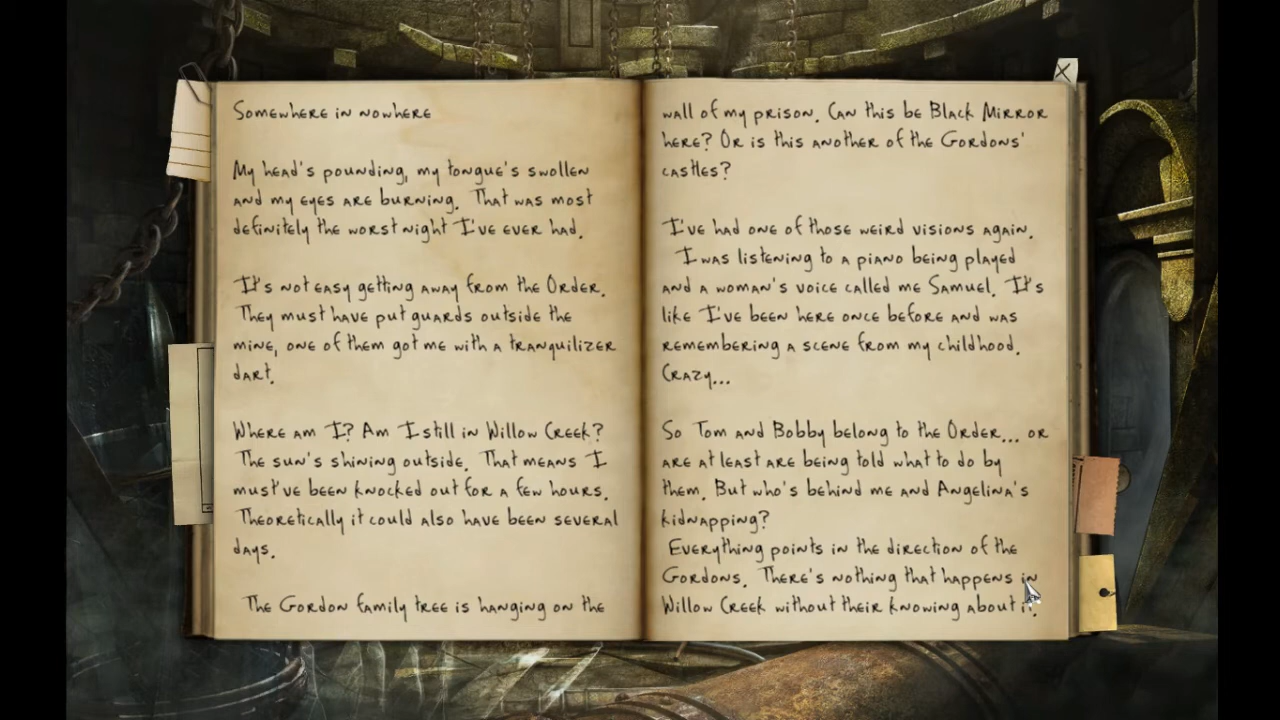 Somewhere in nowhere
My head's pounding, my tongue's swollen
and my eyes are burning. That was most
definitely the worst night I've ever had.
It's not easy getting away from the Order.
They must have put guards outside the
mine, one of them got me with a tranquilizer
dart.
Where am I? Am I still in Willow Creek?
The sun's shining outside. That means I
must've been knocked out for a few hours.
Theoretically it could also have been several
days.
The Gordon family tree is hanging on the
wall of my prison. Can this be Black Mirror
here? Or is this another of the Gordons'
castles?
I've had one of those weird visions again.
I was listening to a piano being played
and a woman's voice called me Samuel. It's
like I've been here once before and was
remembering a scene from my childhood.
Crazy...
So Tom and Bobby belong to the Order... or
are at least are being told what to do by
them. But who's behind me and Angelina's
kidnapping?
Everything points in the direction of the
Gordons. There's nothing that happens in
Willow Creek without their knowing about it.